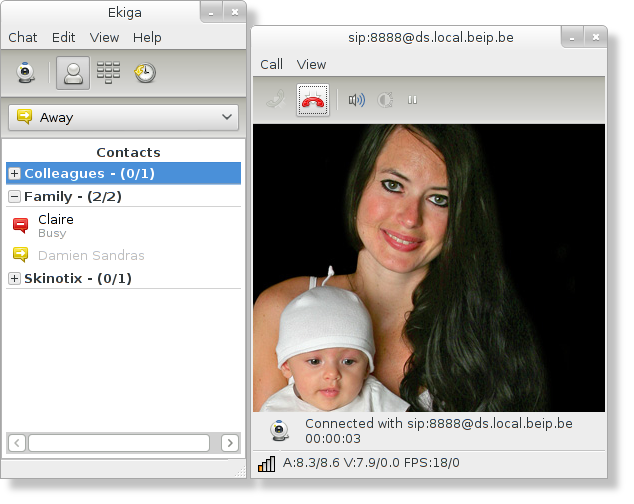 Ekiga
Chat Edit View Help
Away
Contacts
Colleagues - (0/1)
Family - (2/2)
Claire
Busy
Damien Sandras
Skinotix - (0/1)
sip:8888@ds.local.beip.be
Call View
Connected with sip:8888@ds.local.beip.be
00:00:03
A:8.3/8.6 V:7.9/0.0 FPS:18/0